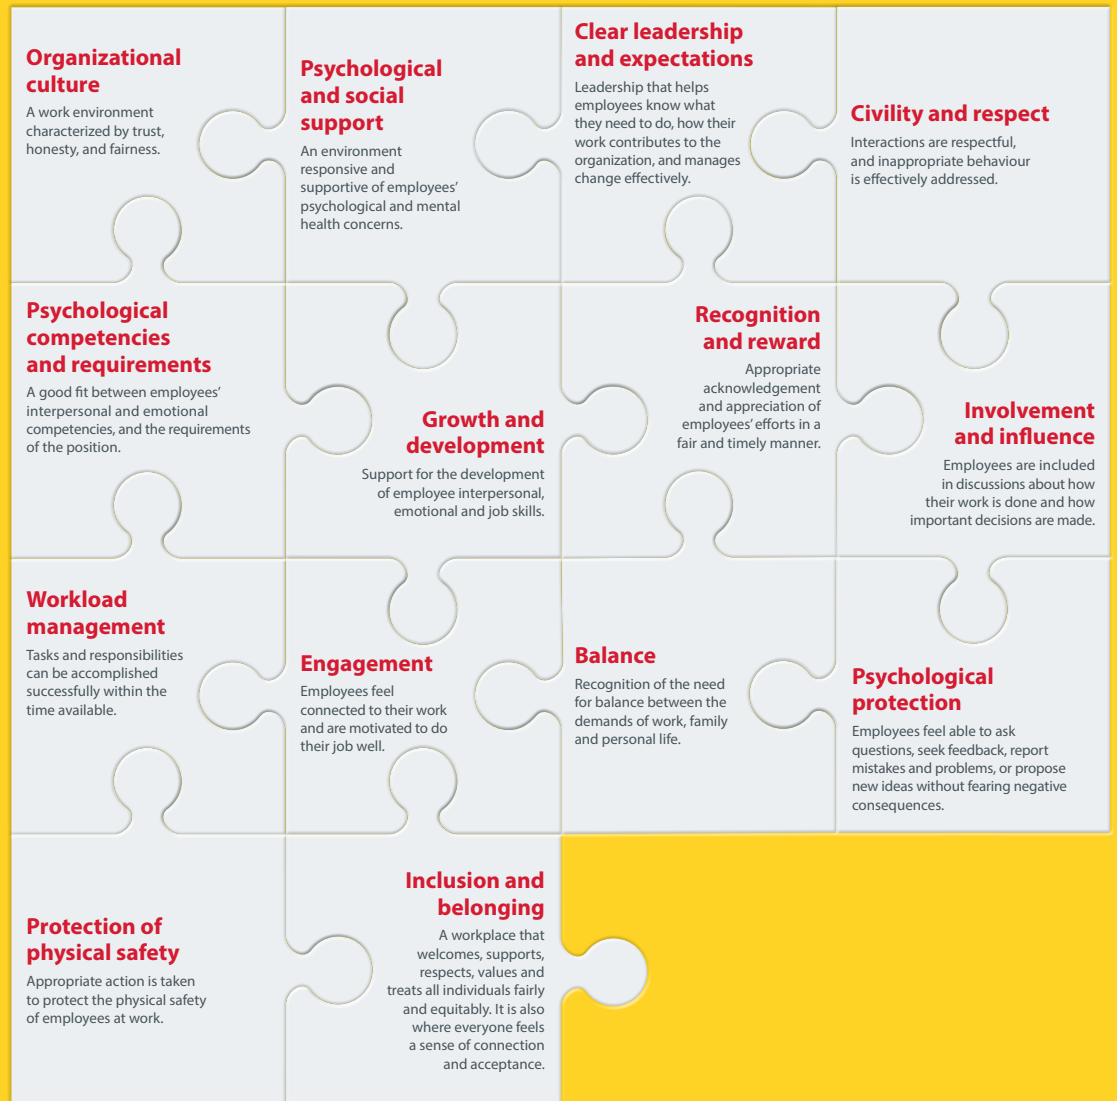 Organizational
culture
A work environment
characterized by trust,
honesty, and fairness.
Psychological
and social
support
An environment
responsive and
supportive of employees’
psychological and mental
health concerns.
Clear leadership
and expectations
Leadership that helps
employees know what
they need to do, how their
work contributes to the
organization, and manages
change effectively.
Civility and respect
Interactions are respectful,
and inappropriate behaviour
is effectively addressed.
Psychological
competencies
and requirements
A good fit between employees’
interpersonal and emotional
competencies, and the requirements
of the position.
Growth and
development
Support for the development
of employee interpersonal,
emotional and job skills.
Recognition
and reward
Appropriate
acknowledgement
and appreciation of
employees’ efforts in a
fair and timely manner.
Involvement
and influence
Employees are included
in discussions about how
their work is done and how
important decisions are made.
Workload
management
Tasks and responsibilities
can be accomplished
successfully within the
time available.
Engagement
Employees feel
connected to their work
and are motivated to do
their job well.
Balance
Recognition of the need
for balance between the
demands of work, family
and personal life.
Psychological
protection
Employees feel able to ask
questions, seek feedback, report
mistakes and problems, or propose
new ideas without fearing negative
consequences.
Protection of
physical safety
Appropriate action is taken
to protect the physical safety
of employees at work.
Inclusion and
belonging
A workplace that
welcomes, supports,
respects, values and
treats all individuals fairly
and equitably. It is also
where everyone feels
a sense of connection
and acceptance.